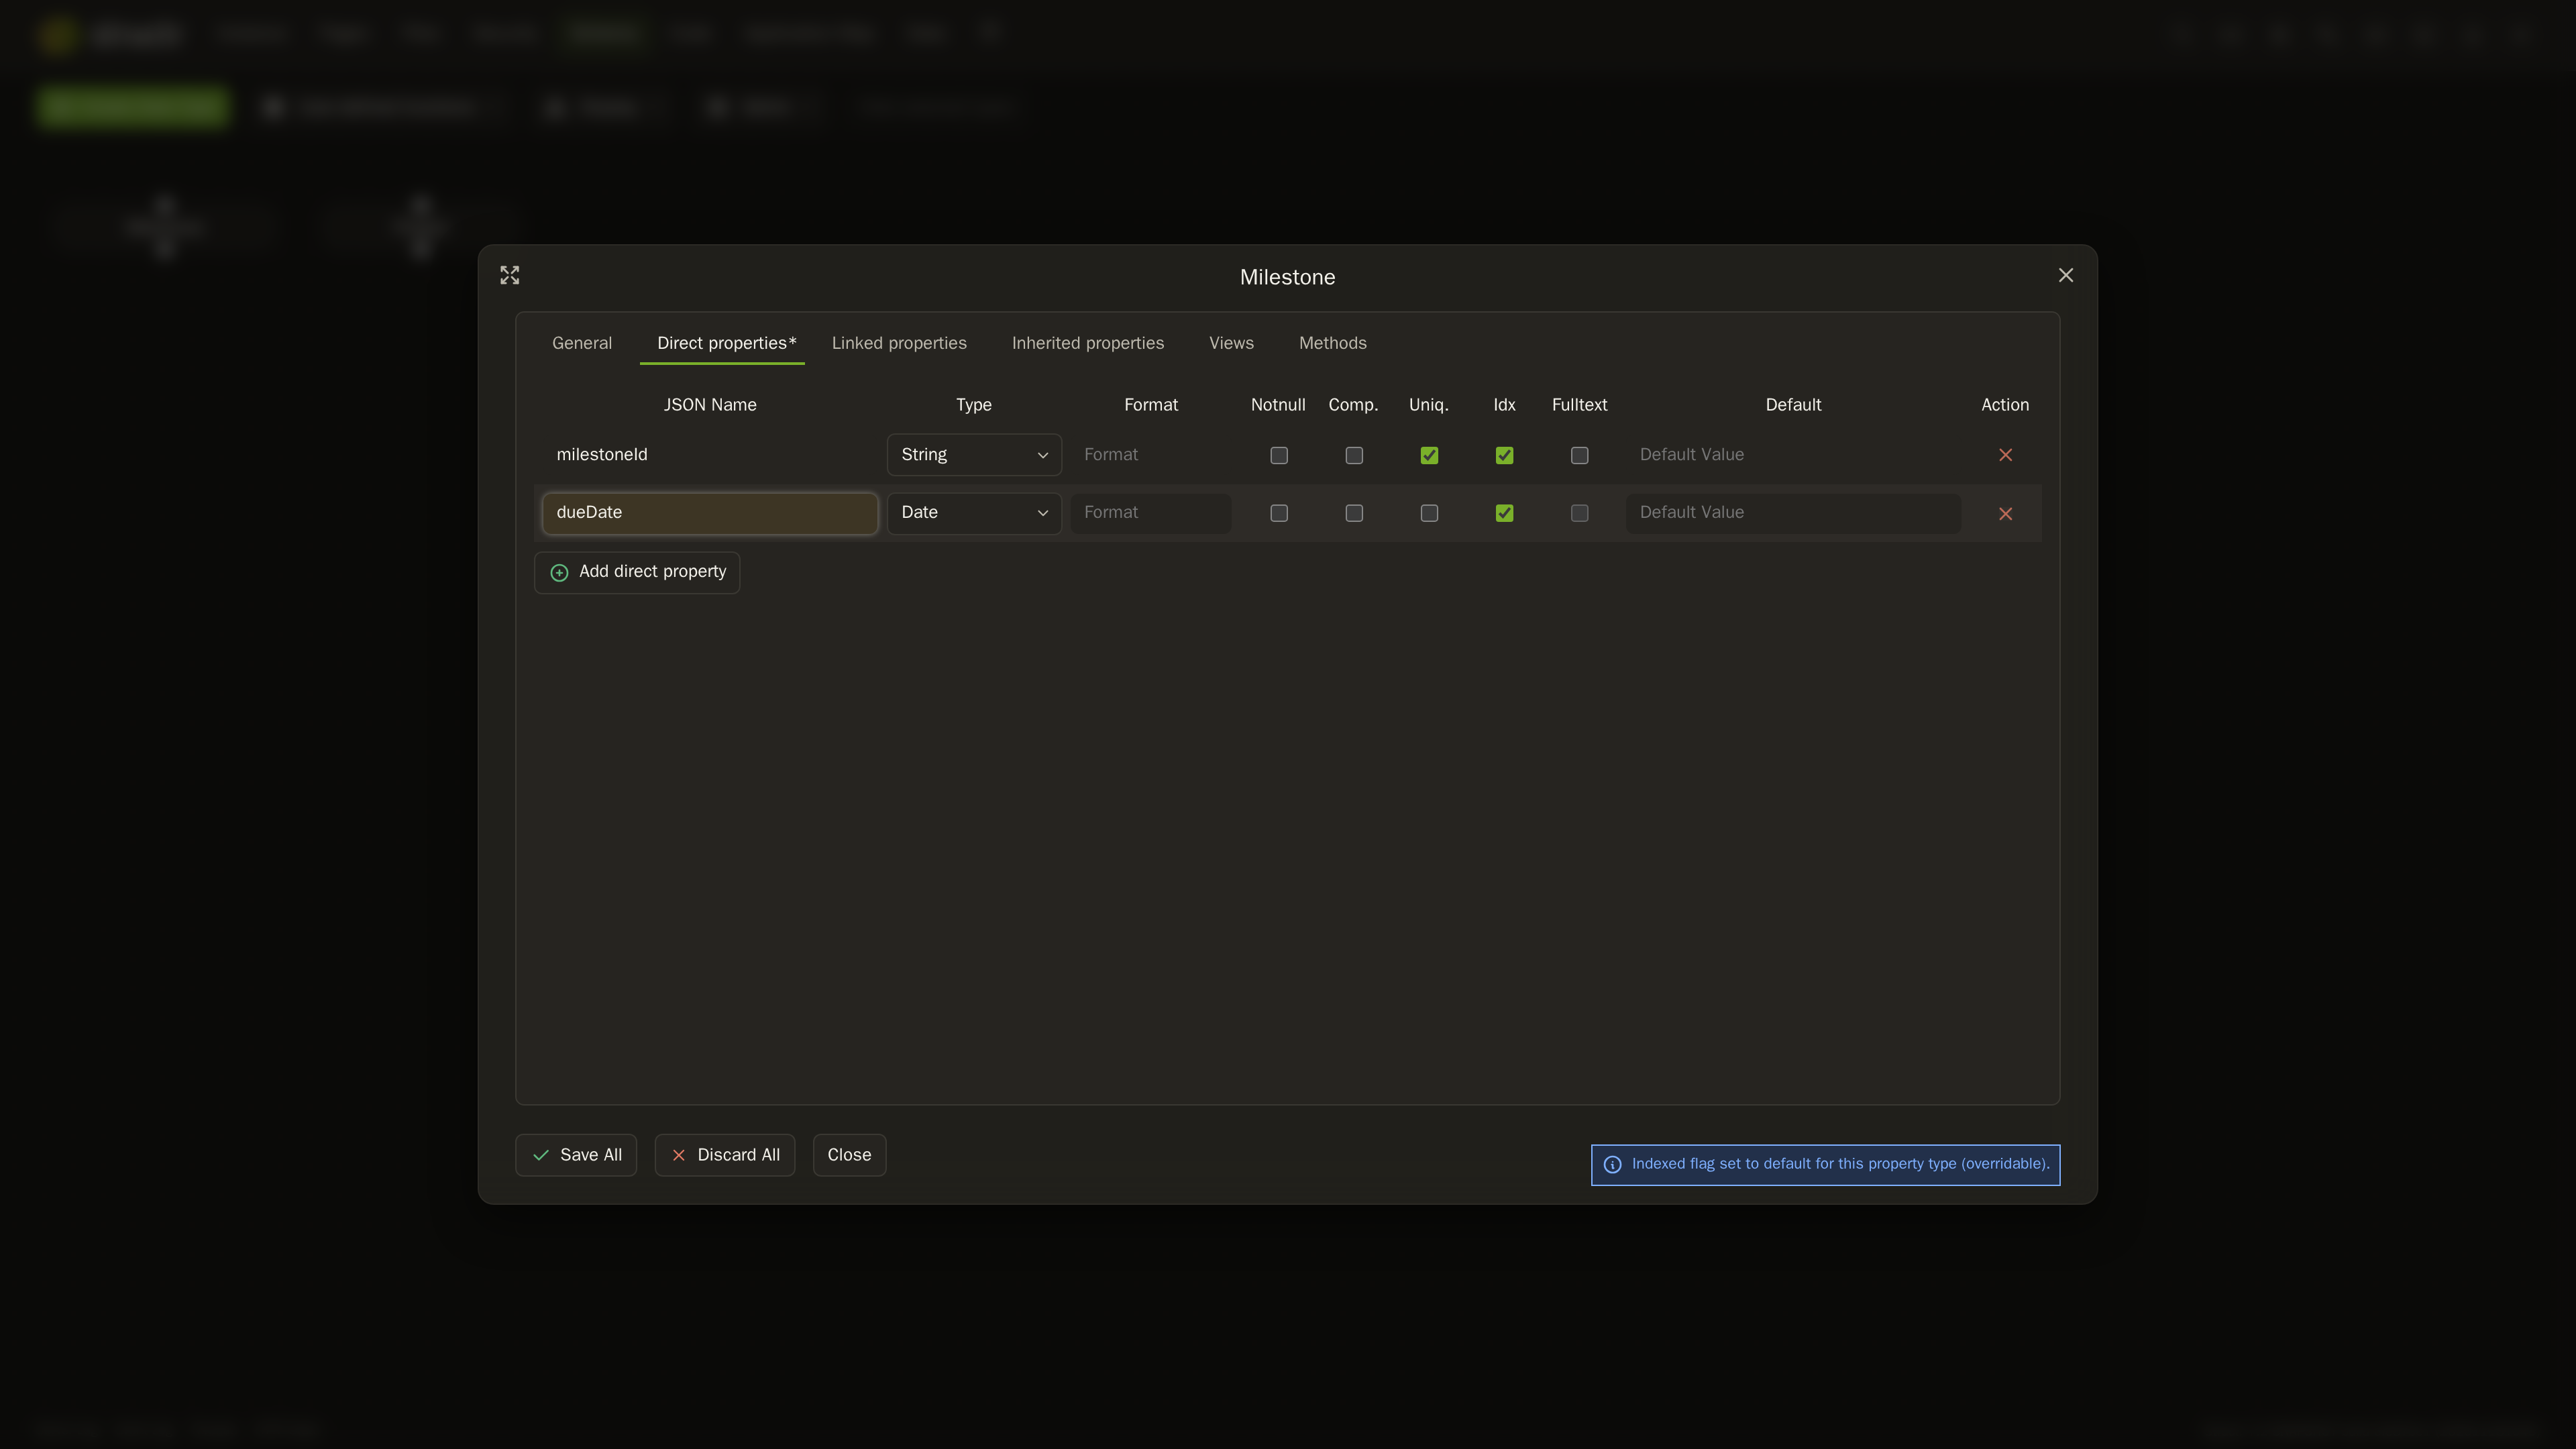 Milestone
General Direct properties* Linked properties Inherited properties Views Methods
JSON Name Type Format Notnull Comp. Uniq. Idx Fulltext Default Action
milestoneId String Format Default Value
dueDate Date Format Default Value
Add direct property
Save All Discard All Close
Indexed flag set to default for this property type (overridable).